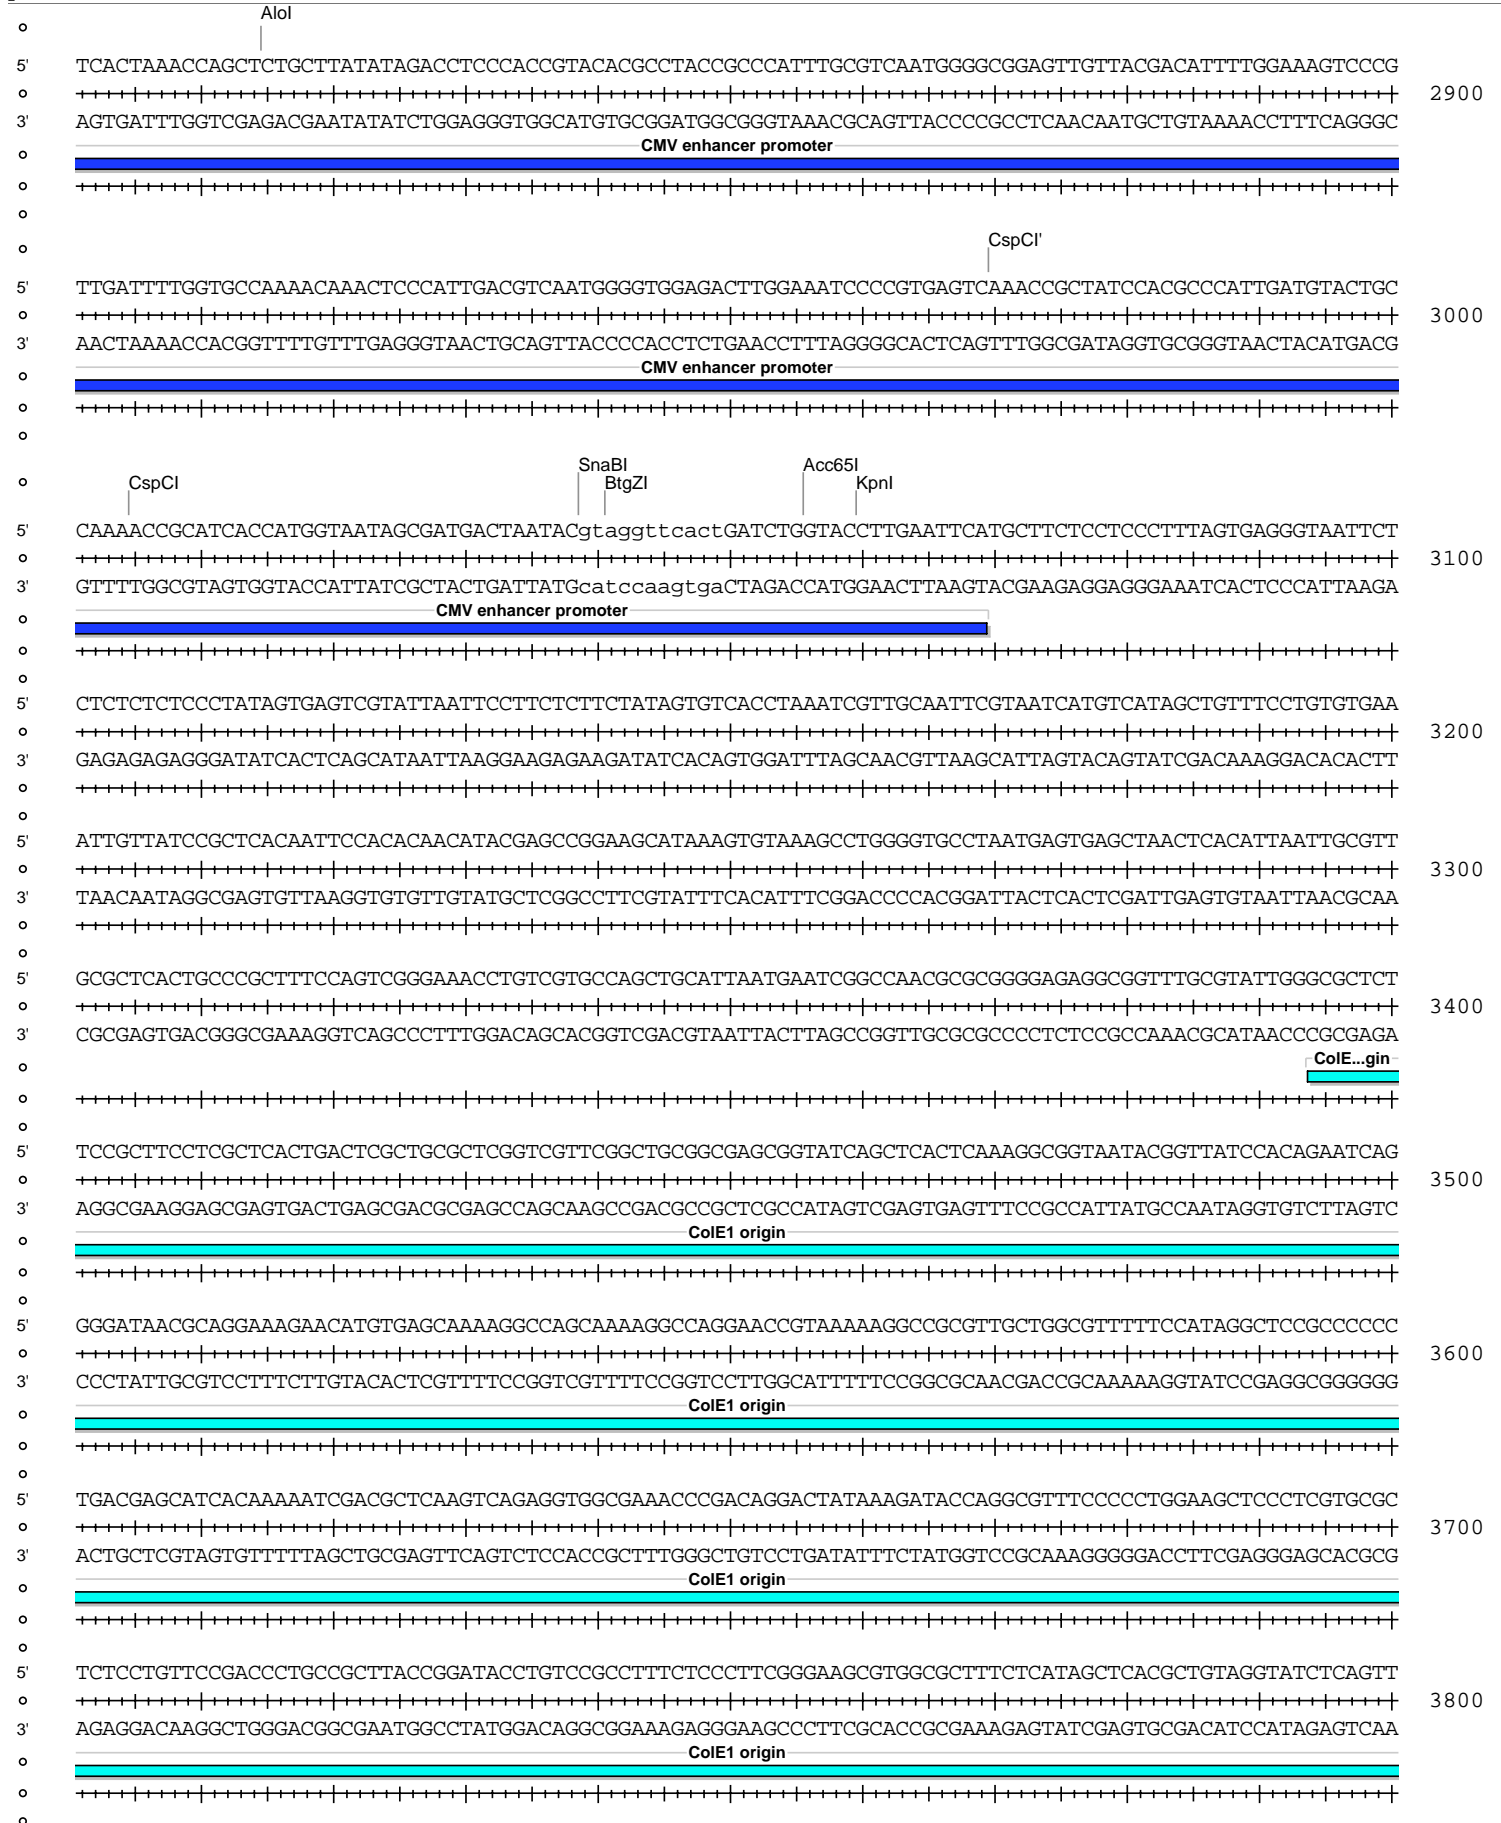 AloI
5' TCACTAAACCAGCTCTGCTTATATAGACCTCCCACCGTACACGCCTACCGCCCATTTGCGTCAATGGGGCGGAGTTGTTACGACATTTTGGAAAGTCCCG
2900
3' AGTGATTTGGTCGAGACGAATATATCTGGAGGGTGGCATGTGCGGATGGCGGGTAAACGCAGTTACCCCGCCTCAACAATGCTGTAAAACCTTTCAGGGC
CMV enhancer promoter
CspCI'
5' TTGATTTTGGTGCCAAAACAAACTCCCATTGACGTCAATGGGGTGGAGACTTGGAAATCCCCGTGAGTCAAACCGCTATCCACGCCCATTGATGTACTGC
3000
3' AACTAAAACCACGGTTTTGTTTGAGGGTAACTGCAGTTACCCCACCTCTGAACCTTTAGGGGCACTCAGTTTGGCGATAGGTGCGGGTAACTACATGACG
CMV enhancer promoter
SnaBI Acc65I
CspCI BtgZI KpnI
5' CAAAACCGCATCACCATGGTAATAGCGATGACTAATACgtaggttcactGATCTGGTACCTTGAATTCATGCTTCTCCTCCCTTTAGTGAGGGTAATTCT
3100
3' GTTTTGGCGTAGTGGTACCATTATCGCTACTGATTATGcatccaagtgaCTAGACCATGGAACTTAAGTACGAAGAGGAGGGAAATCACTCCCATTAAGA
CMV enhancer promoter
5' CTCTCTCTCCCTATAGTGAGTCGTATTAATTCCTTCTCTTCTATAGTGTCACCTAAATCGTTGCAATTCGTAATCATGTCATAGCTGTTTCCTGTGTGAA
3200
3' GAGAGAGAGGGATATCACTCAGCATAATTAAGGAAGAGAAGATATCACAGTGGATTTAGCAACGTTAAGCATTAGTACAGTATCGACAAAGGACACACTT
5' ATTGTTATCCGCTCACAATTCCACACAACATACGAGCCGGAAGCATAAAGTGTAAAGCCTGGGGTGCCTAATGAGTGAGCTAACTCACATTAATTGCGTT
3300
3' TAACAATAGGCGAGTGTTAAGGTGTGTTGTATGCTCGGCCTTCGTATTTCACATTTCGGACCCCACGGATTACTCACTCGATTGAGTGTAATTAACGCAA
5' GCGCTCACTGCCCGCTTTCCAGTCGGGAAACCTGTCGTGCCAGCTGCATTAATGAATCGGCCAACGCGCGGGGAGAGGCGGTTTGCGTATTGGGCGCTCT
3400
3' CGCGAGTGACGGGCGAAAGGTCAGCCCTTTGGACAGCACGGTCGACGTAATTACTTAGCCGGTTGCGCGCCCCTCTCCGCCAAACGCATAACCCGCGAGA
ColE...gin
5' TCCGCTTCCTCGCTCACTGACTCGCTGCGCTCGGTCGTTCGGCTGCGGCGAGCGGTATCAGCTCACTCAAAGGCGGTAATACGGTTATCCACAGAATCAG
3500
3' AGGCGAAGGAGCGAGTGACTGAGCGACGCGAGCCAGCAAGCCGACGCCGCTCGCCATAGTCGAGTGAGTTTCCGCCATTATGCCAATAGGTGTCTTAGTC
ColE1 origin
5' GGGATAACGCAGGAAAGAACATGTGAGCAAAAGGCCAGCAAAAGGCCAGGAACCGTAAAAAGGCCGCGTTGCTGGCGTTTTTCCATAGGCTCCGCCCCCC
3600
3' CCCTATTGCGTCCTTTCTTGTACACTCGTTTTCCGGTCGTTTTCCGGTCCTTGGCATTTTTCCGGCGCAACGACCGCAAAAAGGTATCCGAGGCGGGGGG
ColE1 origin
5' TGACGAGCATCACAAAAATCGACGCTCAAGTCAGAGGTGGCGAAACCCGACAGGACTATAAAGATACCAGGCGTTTCCCCCTGGAAGCTCCCTCGTGCGC
3700
3' ACTGCTCGTAGTGTTTTTAGCTGCGAGTTCAGTCTCCACCGCTTTGGGCTGTCCTGATATTTCTATGGTCCGCAAAGGGGGACCTTCGAGGGAGCACGCG
ColE1 origin
5' TCTCCTGTTCCGACCCTGCCGCTTACCGGATACCTGTCCGCCTTTCTCCCTTCGGGAAGCGTGGCGCTTTCTCATAGCTCACGCTGTAGGTATCTCAGTT
3800
3' AGAGGACAAGGCTGGGACGGCGAATGGCCTATGGACAGGCGGAAAGAGGGAAGCCCTTCGCACCGCGAAAGAGTATCGAGTGCGACATCCATAGAGTCAA
ColE1 origin